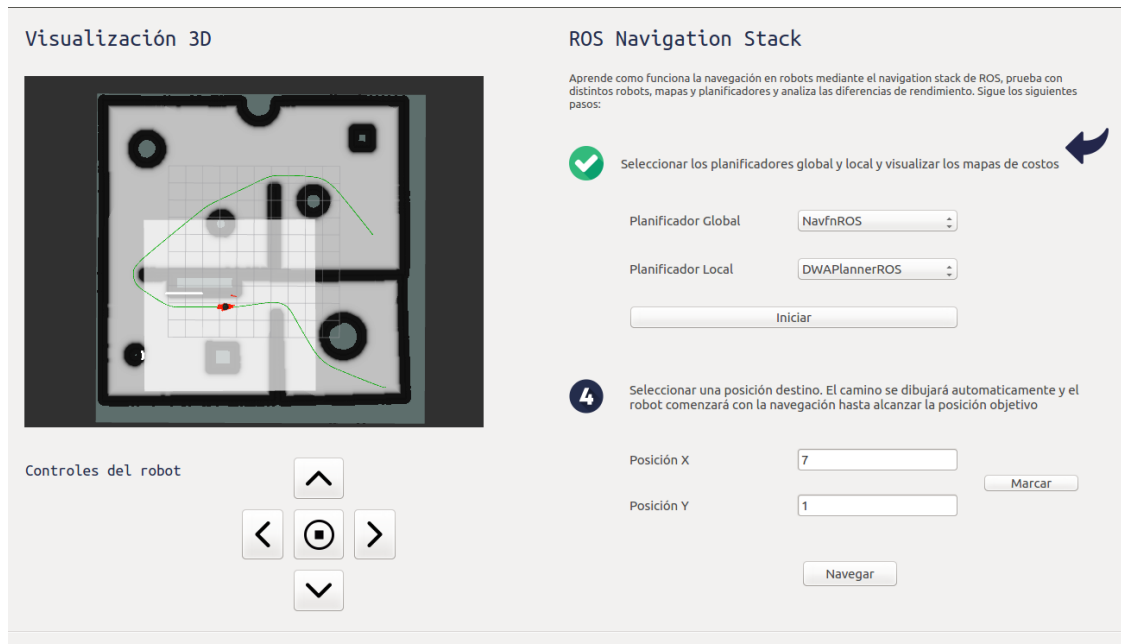 Visualización 3D
Controles del robot
ROS Navigation Stack
Aprende como funciona la navegación en robots mediante el navigation stack de ROS, prueba con
distintos robots, mapas y planificadores y analiza las diferencias de rendimiento. Sigue los siguientes
pasos:
Seleccionar los planificadores global y local y visualizar los mapas de costos
Planificador Global
NavfnROS
Planificador Local
DWAPlannerROS
Iniciar
4
Seleccionar una posición destino. El camino se dibujará automaticamente y el
robot comenzará con la navegación hasta alcanzar la posición objetivo
Posición X
7
Marcar
Posición Y
1
Navegar